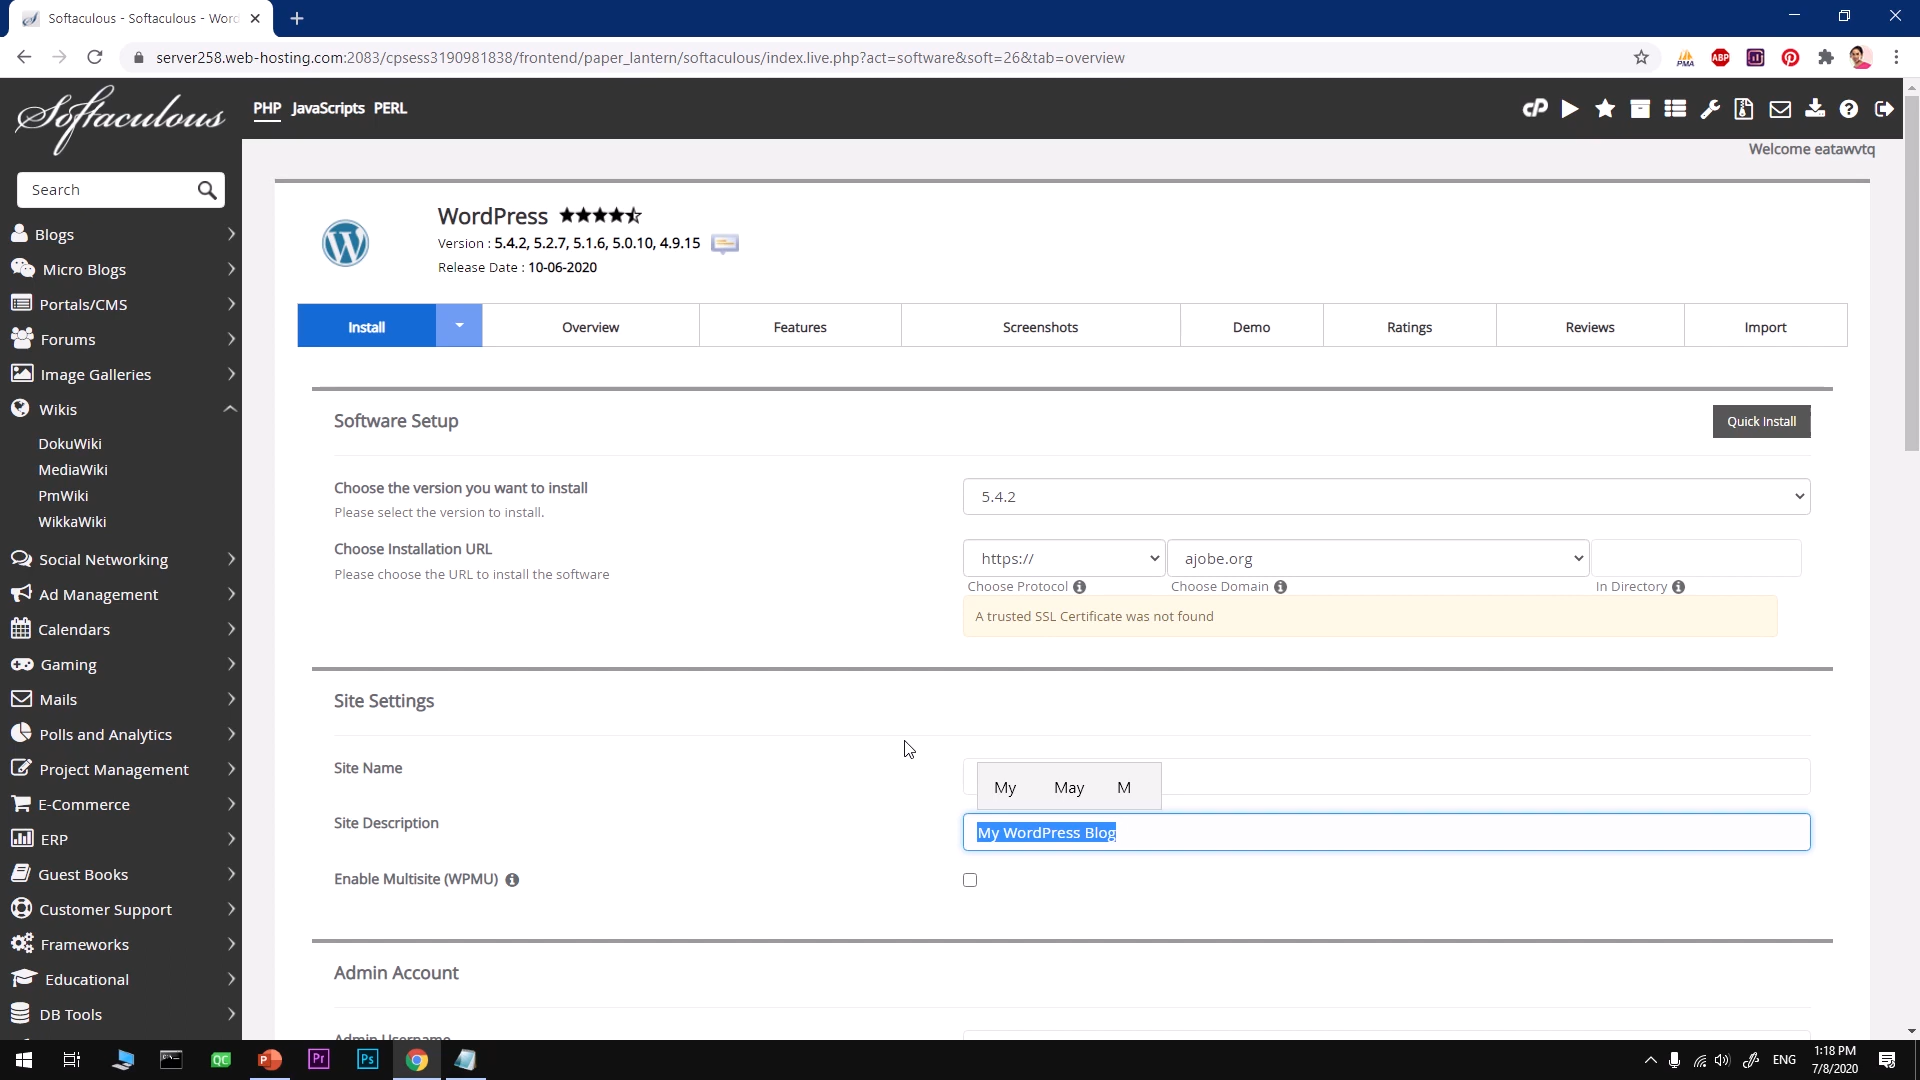 Softaculous - Softaculous - Word
server258.web-hosting.com:2083/cpsess3190981838/frontend/paper_lantern/softaculous/index.live.php?act=software&soft=26&tab=overview
PMA
ABP
Softaculous
PHP JavaScripts PERL
cP
Welcome eatawvtq
Search
Blogs
Micro Blogs
Portals/CMS
Forums
Image Galleries
Wikis
DokuWiki
MediaWiki
PmWiki
WikkaWiki
Social Networking
Ad Management
Calendars
Gaming
Mails
Polls and Analytics
Project Management
E-Commerce
ERP
Guest Books
Customer Support
Frameworks
Educational
DB Tools
WordPress
Version : 5.4.2, 5.2.7, 5.1.6, 5.0.10, 4.9.15
Release Date : 10-06-2020
Install Overview Features Screenshots Demo Ratings Reviews Import
Software Setup
Quick Install
Choose the version you want to install
Please select the version to install.
5.4.2
Choose Installation URL
Please choose the URL to install the software
https:// ajobe.org
Choose Protocol Choose Domain In Directory
A trusted SSL Certificate was not found
Site Settings
Site Name
My May M
Site Description
My WordPress Blog
Enable Multisite (WPMU)
Admin Account
Admin Username
QC P Pr Ps
ENG
1:18 PM
7/8/2020